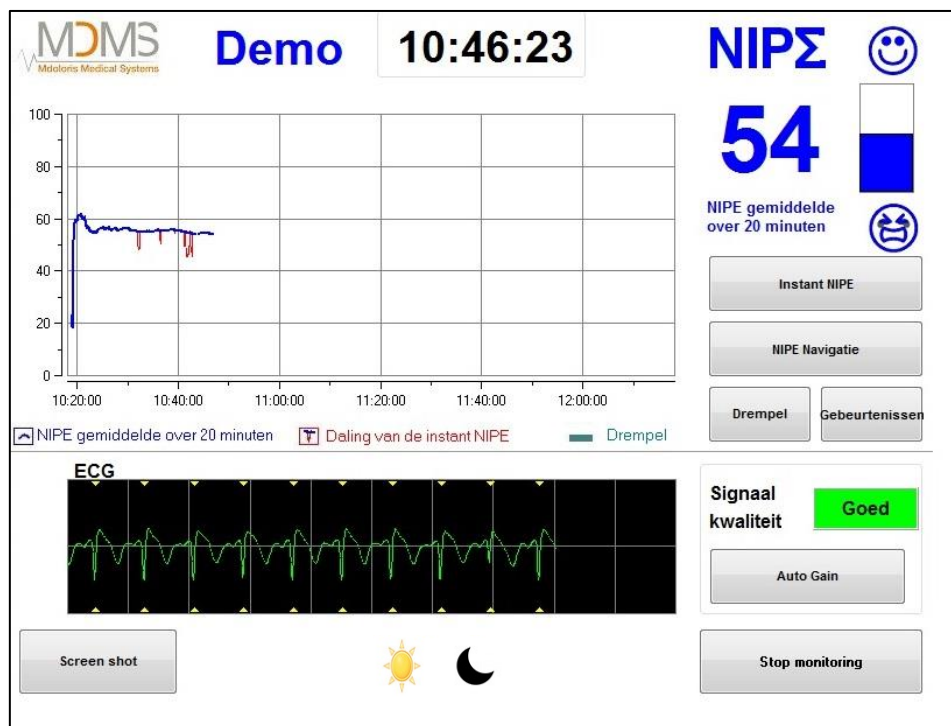 MDMS
Mdoloris Medical Systems
Demo
10:46:23
NIPΣ
54
NIPE gemiddelde
over 20 minuten
100
80
60
40
20
0
10:20:00 10:40:00 11:00:00 11:20:00 11:40:00 12:00:00
NIPE gemiddelde over 20 minuten Daling van de instant NIPE Drempel
Instant NIPE
NIPE Navigatie
Drempel Gebeurtenissen
ECG
Signaal
kwaliteit
Goed
Auto Gain
Screen shot
Stop monitoring